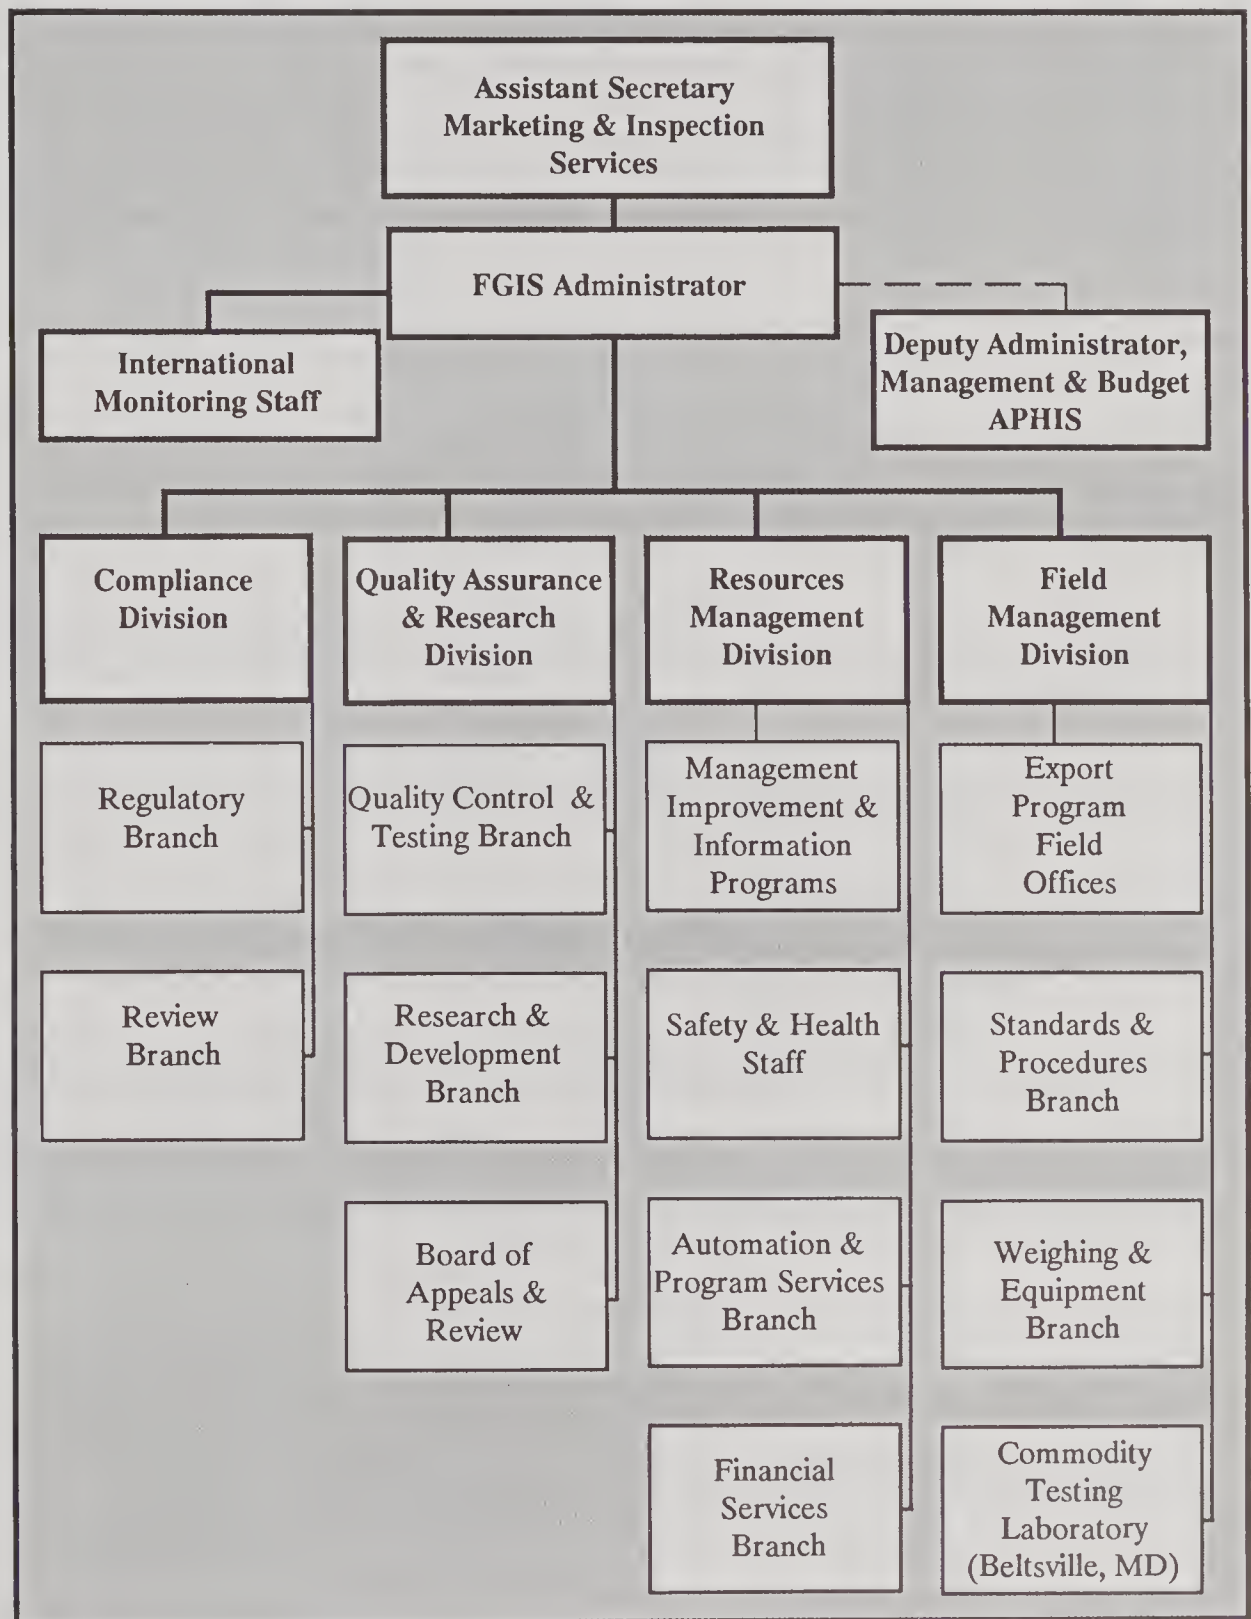 Assistant Secretary
Marketing & Inspection
Services
FGIS Administrator
International
Monitoring Staff
Deputy Administrator,
Management & Budget
APHIS
Compliance
Division
Quality Assurance
& Research
Division
Resources
Management
Division
Field
Management
Division
Regulatory
Branch
Quality Control &
Testing Branch
Management
Improvement &
Information
Programs
Export
Program
Field
Offices
Review
Branch
Research &
Development
Branch
Safety & Health
Staff
Standards &
Procedures
Branch
Board of
Appeals &
Review
Automation &
Program Services
Branch
Weighing &
Equipment
Branch
Financial
Services
Branch
Commodity
Testing
Laboratory
(Beltsville, MD)